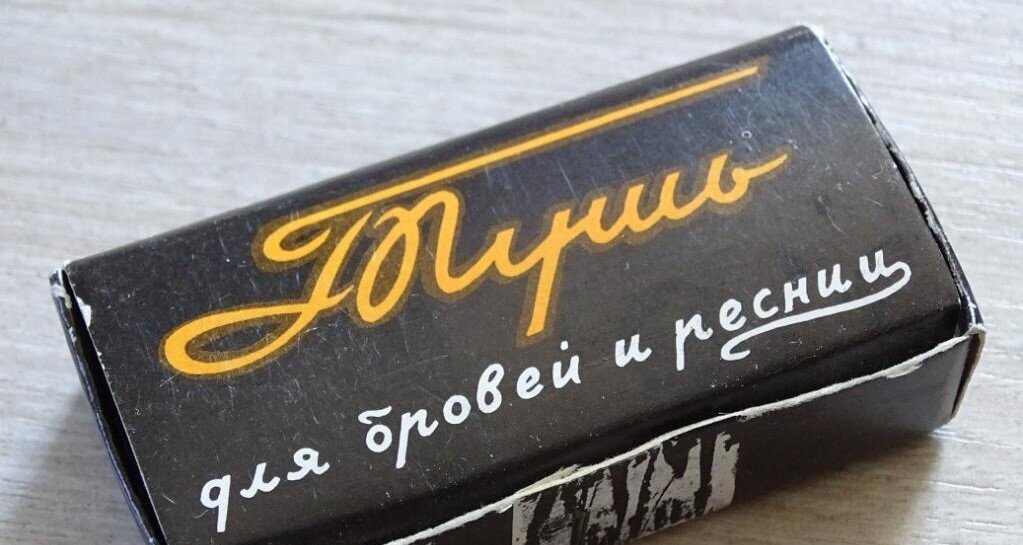 Тушь
для бровей и ресниц